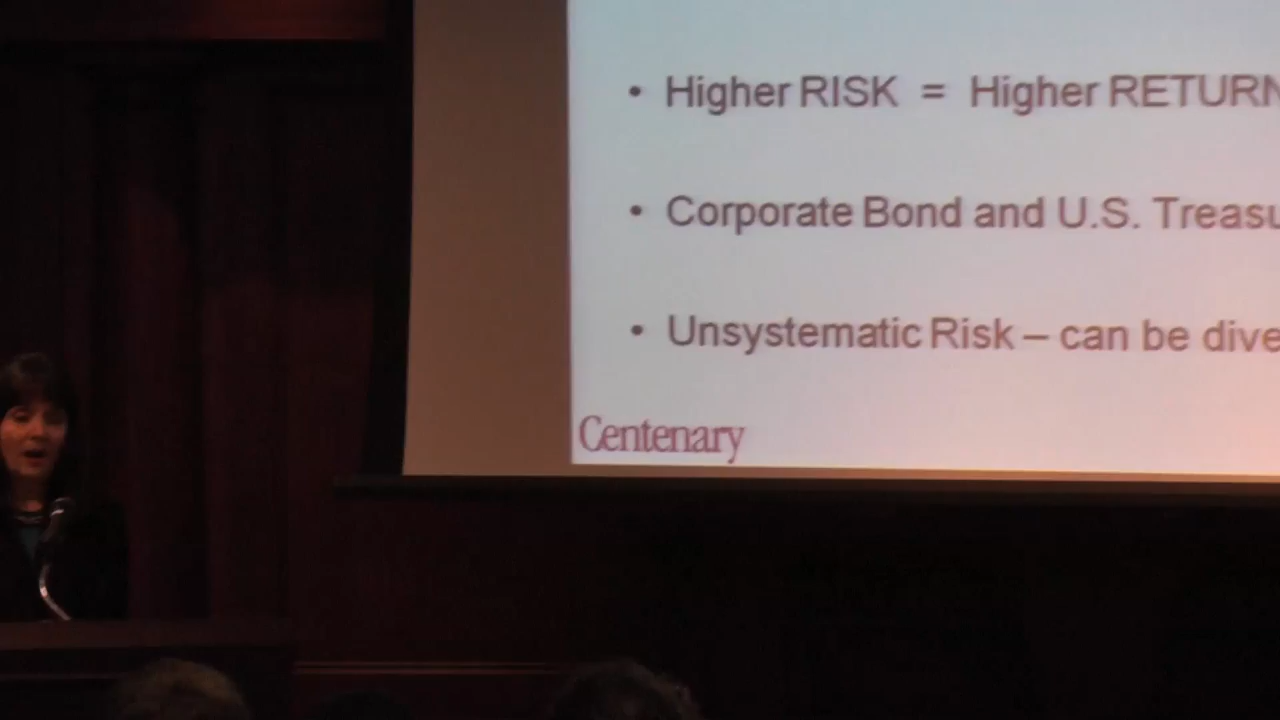 • Higher RISK = Higher RETURN
• Corporate Bond and U.S. Treasu
• Unsystematic Risk – can be dive
Centenary